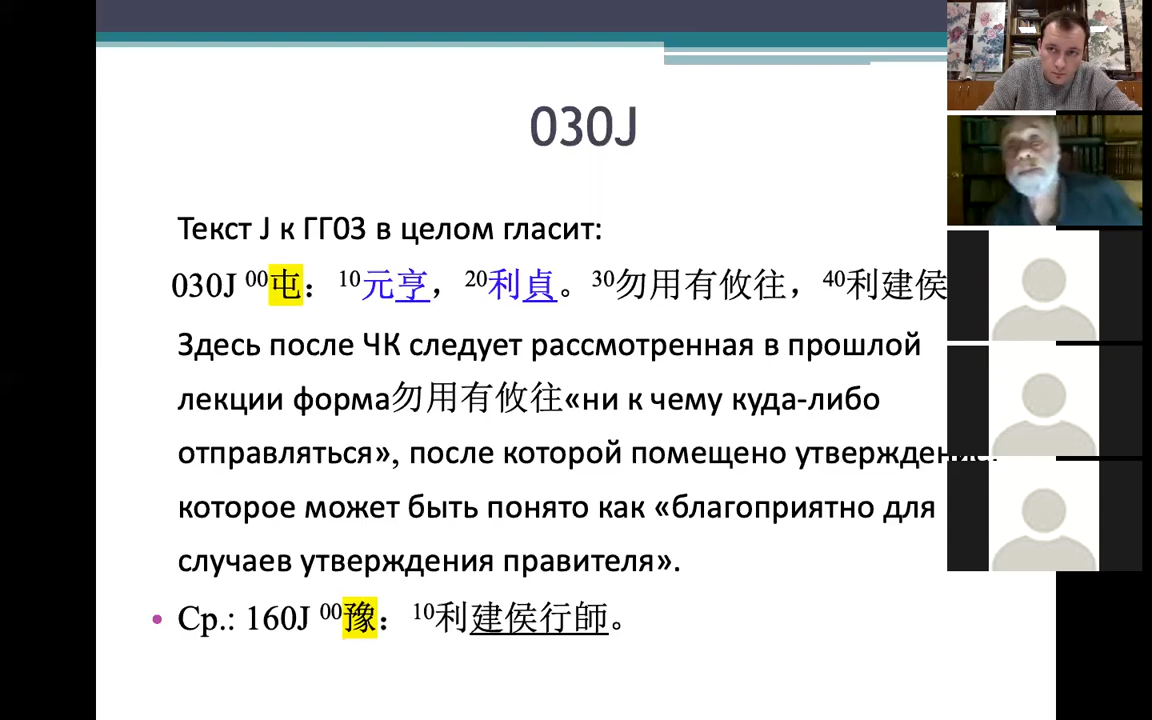 030J
Текст J к ГГ03 в целом гласит:
030J ⁰⁰屯：¹⁰元亨，²⁰利貞。³⁰勿用有攸往，⁴⁰利建侯
Здесь после ЧК следует рассмотренная в прошлой
лекции форма勿用有攸往«ни к чему куда-либо
отправляться», после которой помещено утверждение,
которое может быть понято как «благоприятно для
случаев утверждения правителя».
• Ср.: 160J ⁰⁰豫：¹⁰利建侯行師。